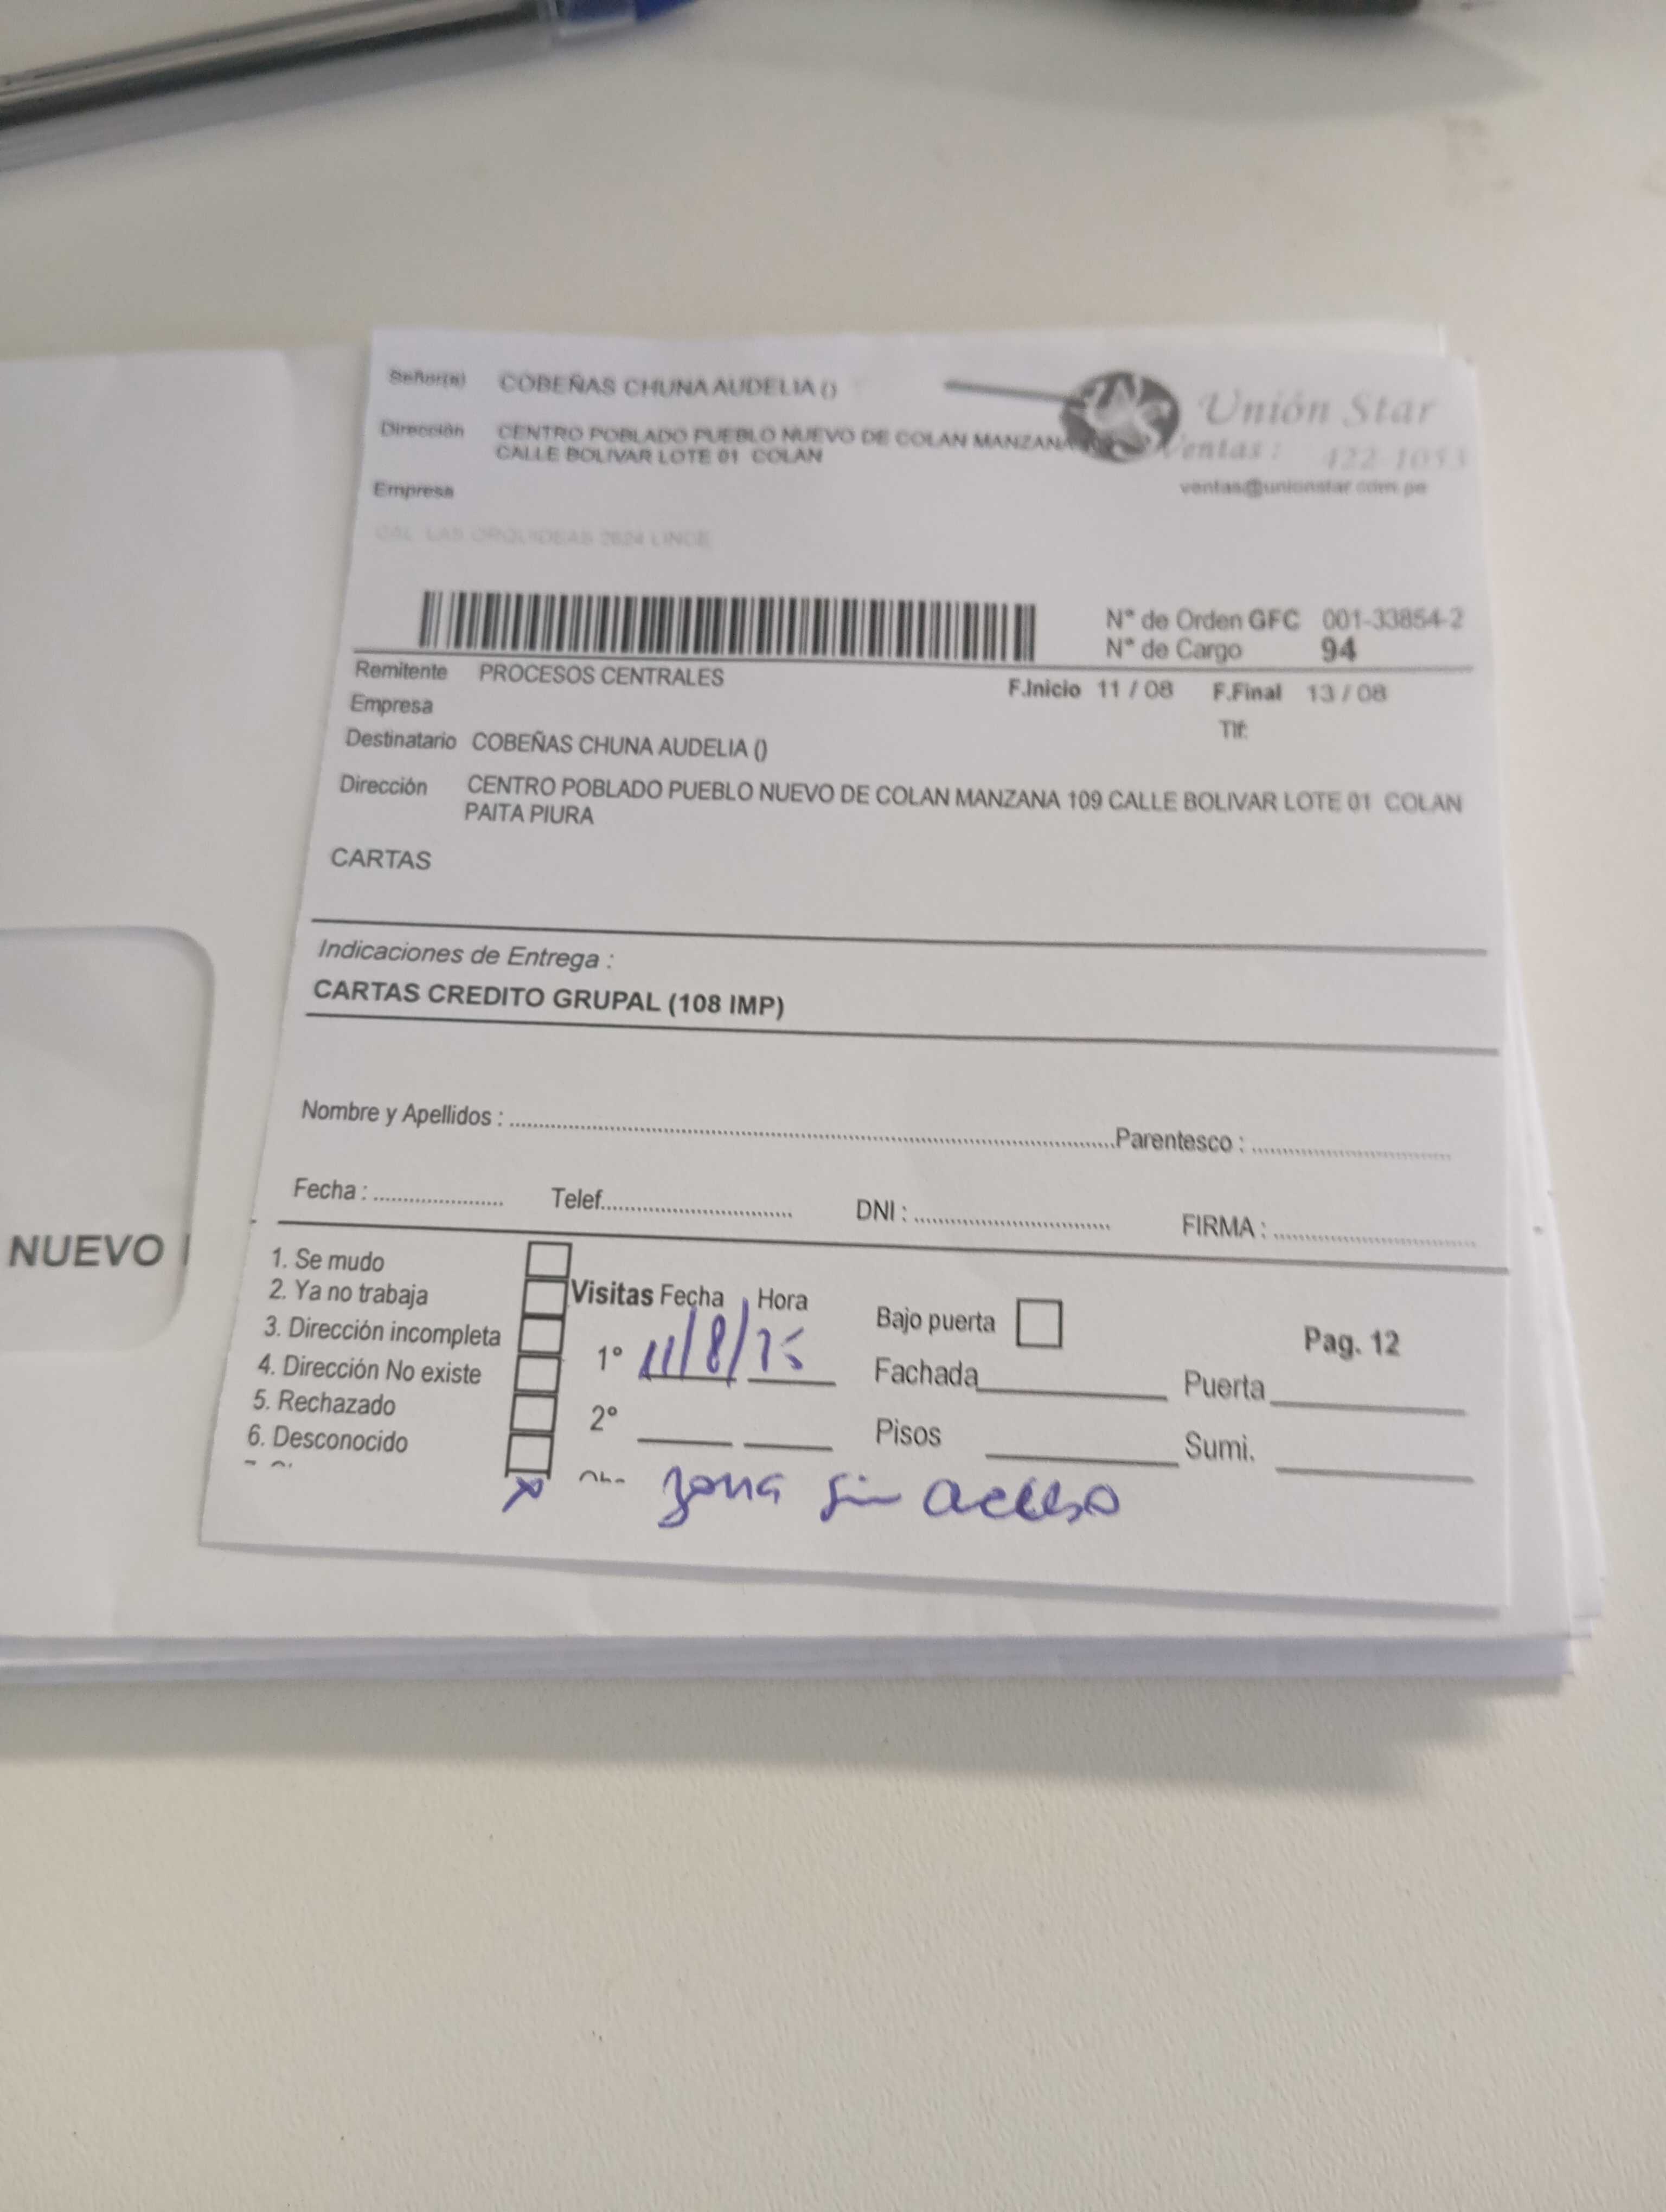 Señor(a) COBEÑAS CHUNA AUDELIA ()
Unión Star
Dirección CENTRO POBLADO PUEBLO NUEVO DE COLAN MANZANA
CALLE BOLIVAR LOTE 01 COLAN
Ventas : 422 1053
Empresa
ventas@unionstar.com.pe
CAL. LAS ORQUIDEAS 2624 LINCE
N° de Orden GFC 001-33854-2
N° de Cargo 94
Remitente PROCESOS CENTRALES
F.Inicio 11 / 08 F.Final 13 / 08
Empresa
Tlf:
Destinatario COBEÑAS CHUNA AUDELIA ()
Dirección CENTRO POBLADO PUEBLO NUEVO DE COLAN MANZANA 109 CALLE BOLIVAR LOTE 01 COLAN
PAITA PIURA
CARTAS
Indicaciones de Entrega :
CARTAS CREDITO GRUPAL (108 IMP)
Nombre y Apellidos : Parentesco :
Fecha : Telef. DNI : FIRMA :
NUEVO
1. Se mudo
2. Ya no trabaja
3. Dirección incompleta
4. Dirección No existe
5. Rechazado
6. Desconocido
Visitas Fecha Hora
1° 11/8/25
2°
Bajo puerta
Pag. 12
Fachada Puerta
Pisos Sumi.
x zona sin acceso